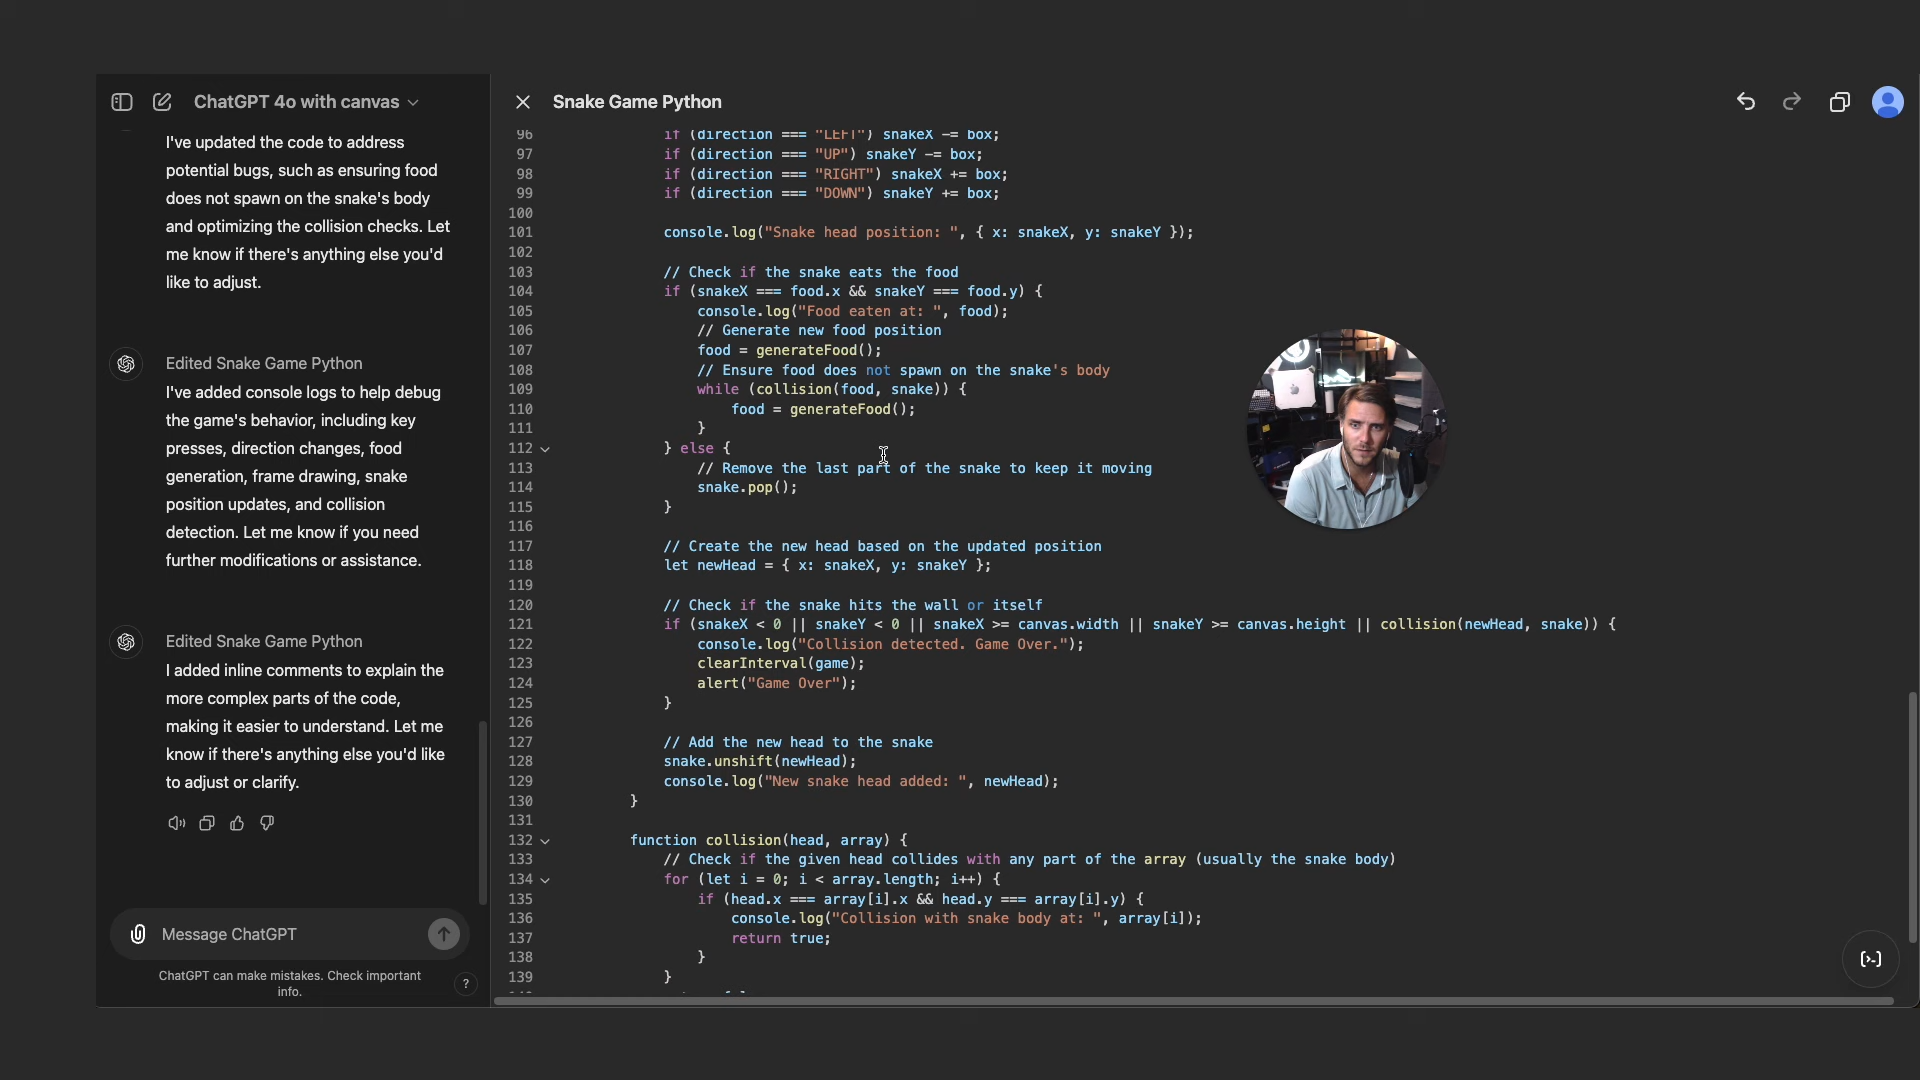 ChatGPT 4o with canvas
I've updated the code to address
potential bugs, such as ensuring food
does not spawn on the snake's body
and optimizing the collision checks. Let
me know if there's anything else you'd
like to adjust.
Edited Snake Game Python
I've added console logs to help debug
the game's behavior, including key
presses, direction changes, food
generation, frame drawing, snake
position updates, and collision
detection. Let me know if you need
further modifications or assistance.
Edited Snake Game Python
I added inline comments to explain the
more complex parts of the code,
making it easier to understand. Let me
know if there's anything else you'd like
to adjust or clarify.
Message ChatGPT
ChatGPT can make mistakes. Check important
info.
?
Snake Game Python
96 if (direction === "LEFT") snakeX -= box;
97 if (direction === "UP") snakeY -= box;
98 if (direction === "RIGHT") snakeX += box;
99 if (direction === "DOWN") snakeY += box;
100
101 console.log("Snake head position: ", { x: snakeX, y: snakeY });
102
103 // Check if the snake eats the food
104 if (snakeX === food.x && snakeY === food.y) {
105 console.log("Food eaten at: ", food);
106 // Generate new food position
107 food = generateFood();
108 // Ensure food does not spawn on the snake's body
109 while (collision(food, snake)) {
110 food = generateFood();
111 }
112 } else {
113 // Remove the last part of the snake to keep it moving
114 snake.pop();
115 }
116
117 // Create the new head based on the updated position
118 let newHead = { x: snakeX, y: snakeY };
119
120 // Check if the snake hits the wall or itself
121 if (snakeX < 0 || snakeY < 0 || snakeX >= canvas.width || snakeY >= canvas.height || collision(newHead, snake)) {
122 console.log("Collision detected. Game Over.");
123 clearInterval(game);
124 alert("Game Over");
125 }
126
127 // Add the new head to the snake
128 snake.unshift(newHead);
129 console.log("New snake head added: ", newHead);
130 }
131
132 function collision(head, array) {
133 // Check if the given head collides with any part of the array (usually the snake body)
134 for (let i = 0; i < array.length; i++) {
135 if (head.x === array[i].x && head.y === array[i].y) {
136 console.log("Collision with snake body at: ", array[i]);
137 return true;
138 }
139 }